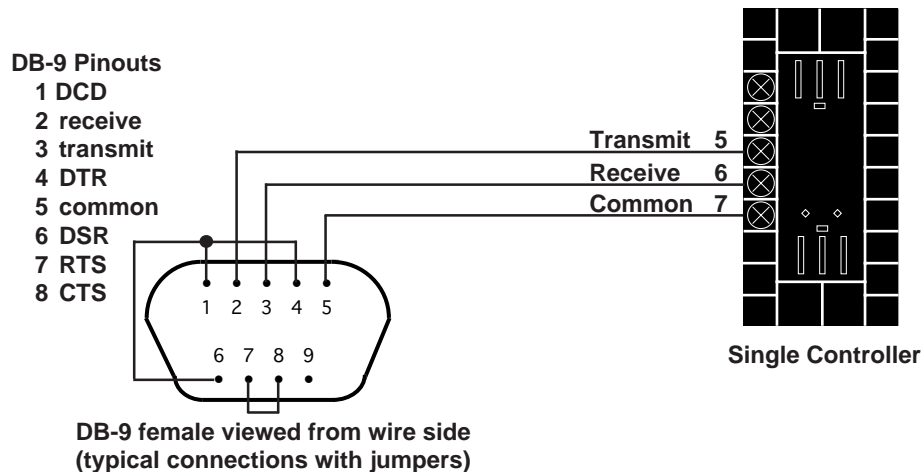 DB-9 Pinouts
1 DCD
2 receive
3 transmit
4 DTR
5 common
6 DSR
7 RTS
8 CTS
Transmit 5
Receive 6
Common 7
1 2 3 4 5
6 7 8 9
Single Controller
DB-9 female viewed from wire side
(typical connections with jumpers)